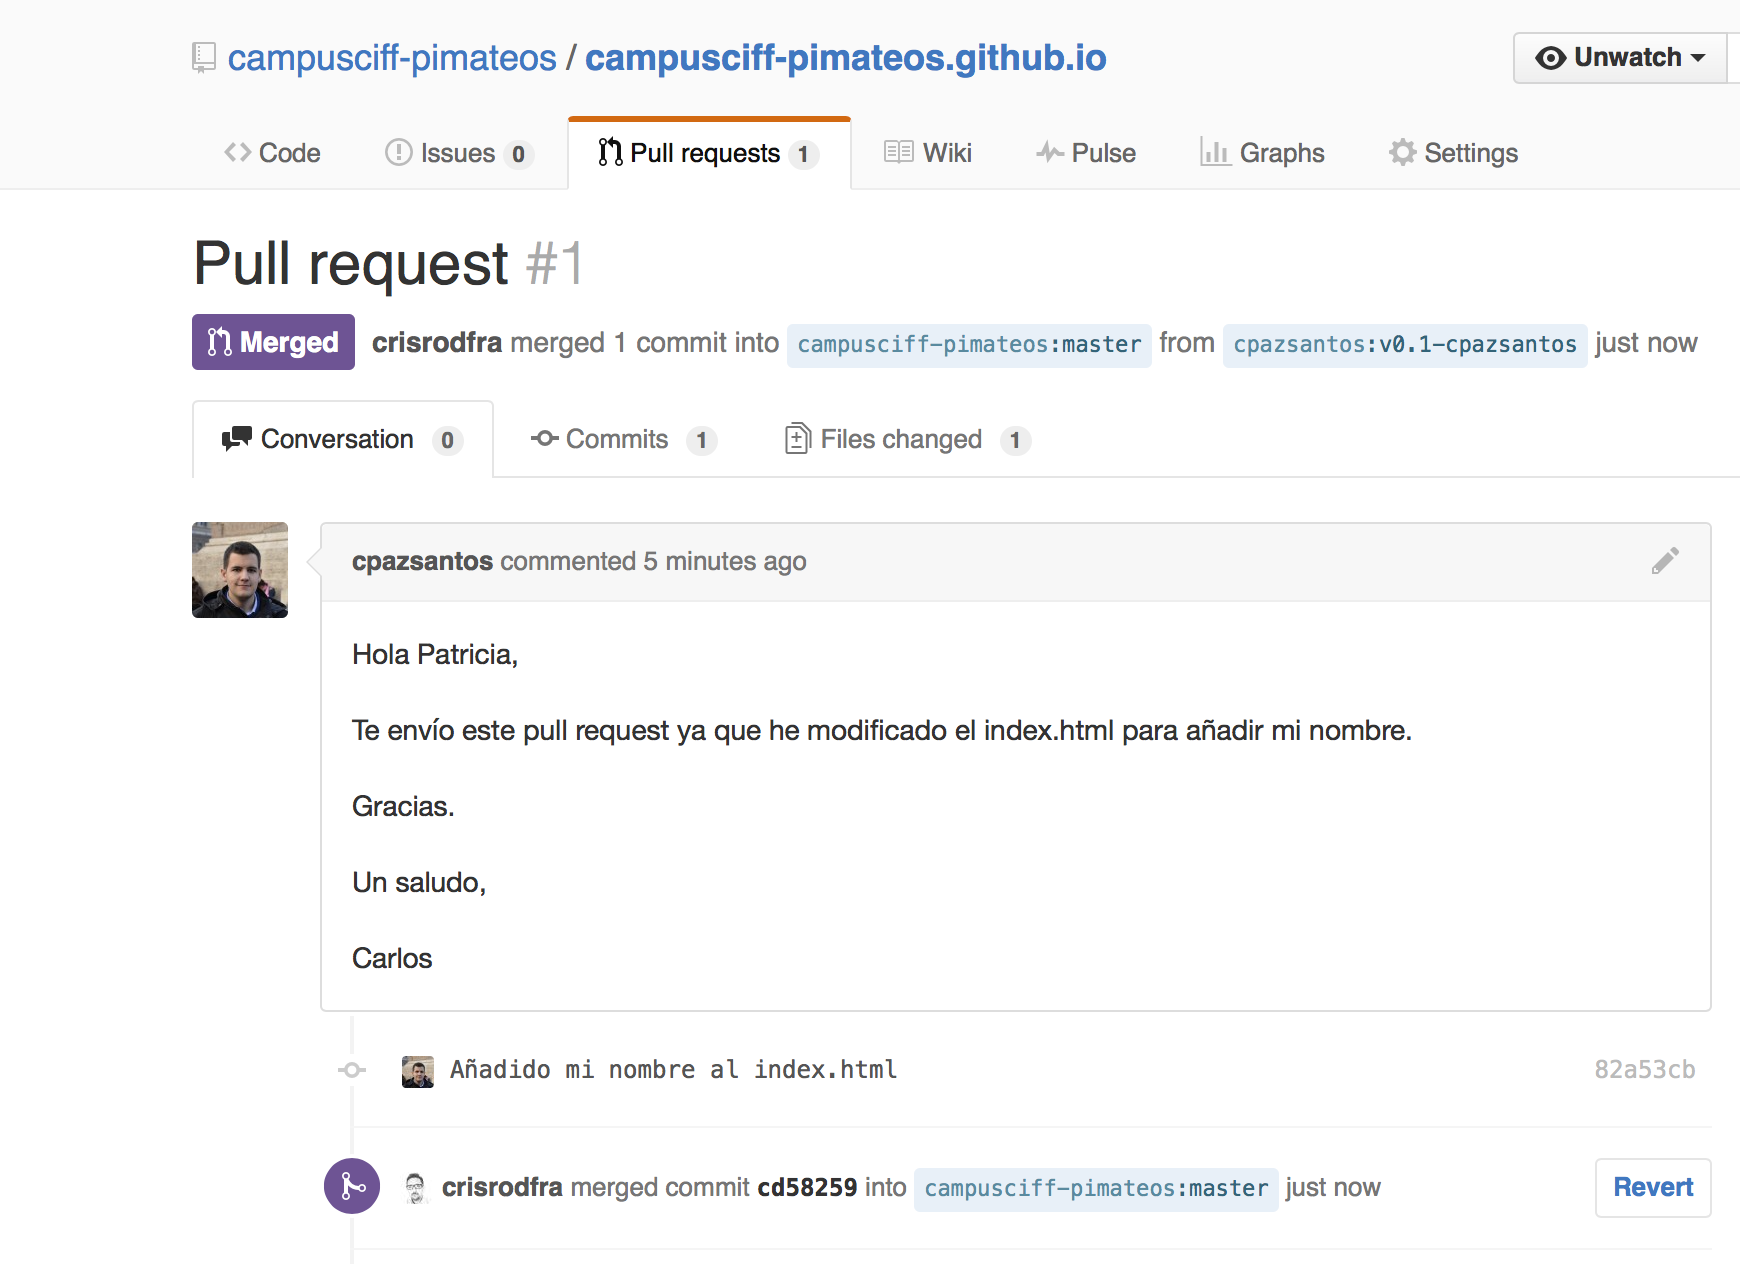 campusciff-pimateos / campusciff-pimateos.github.io
Unwatch
Code
Issues 0
Pull requests 1
Wiki
Pulse
Graphs
Settings
Pull request #1
Merged
crisrodfra merged 1 commit into campusciff-pimateos:master from cpazsantos:v0.1-cpazsantos just now
Conversation 0
Commits 1
Files changed 1
cpazsantos commented 5 minutes ago
Hola Patricia,
Te envío este pull request ya que he modificado el index.html para añadir mi nombre.
Gracias.
Un saludo,
Carlos
Añadido mi nombre al index.html
82a53cb
crisrodfra merged commit cd58259 into campusciff-pimateos:master just now
Revert